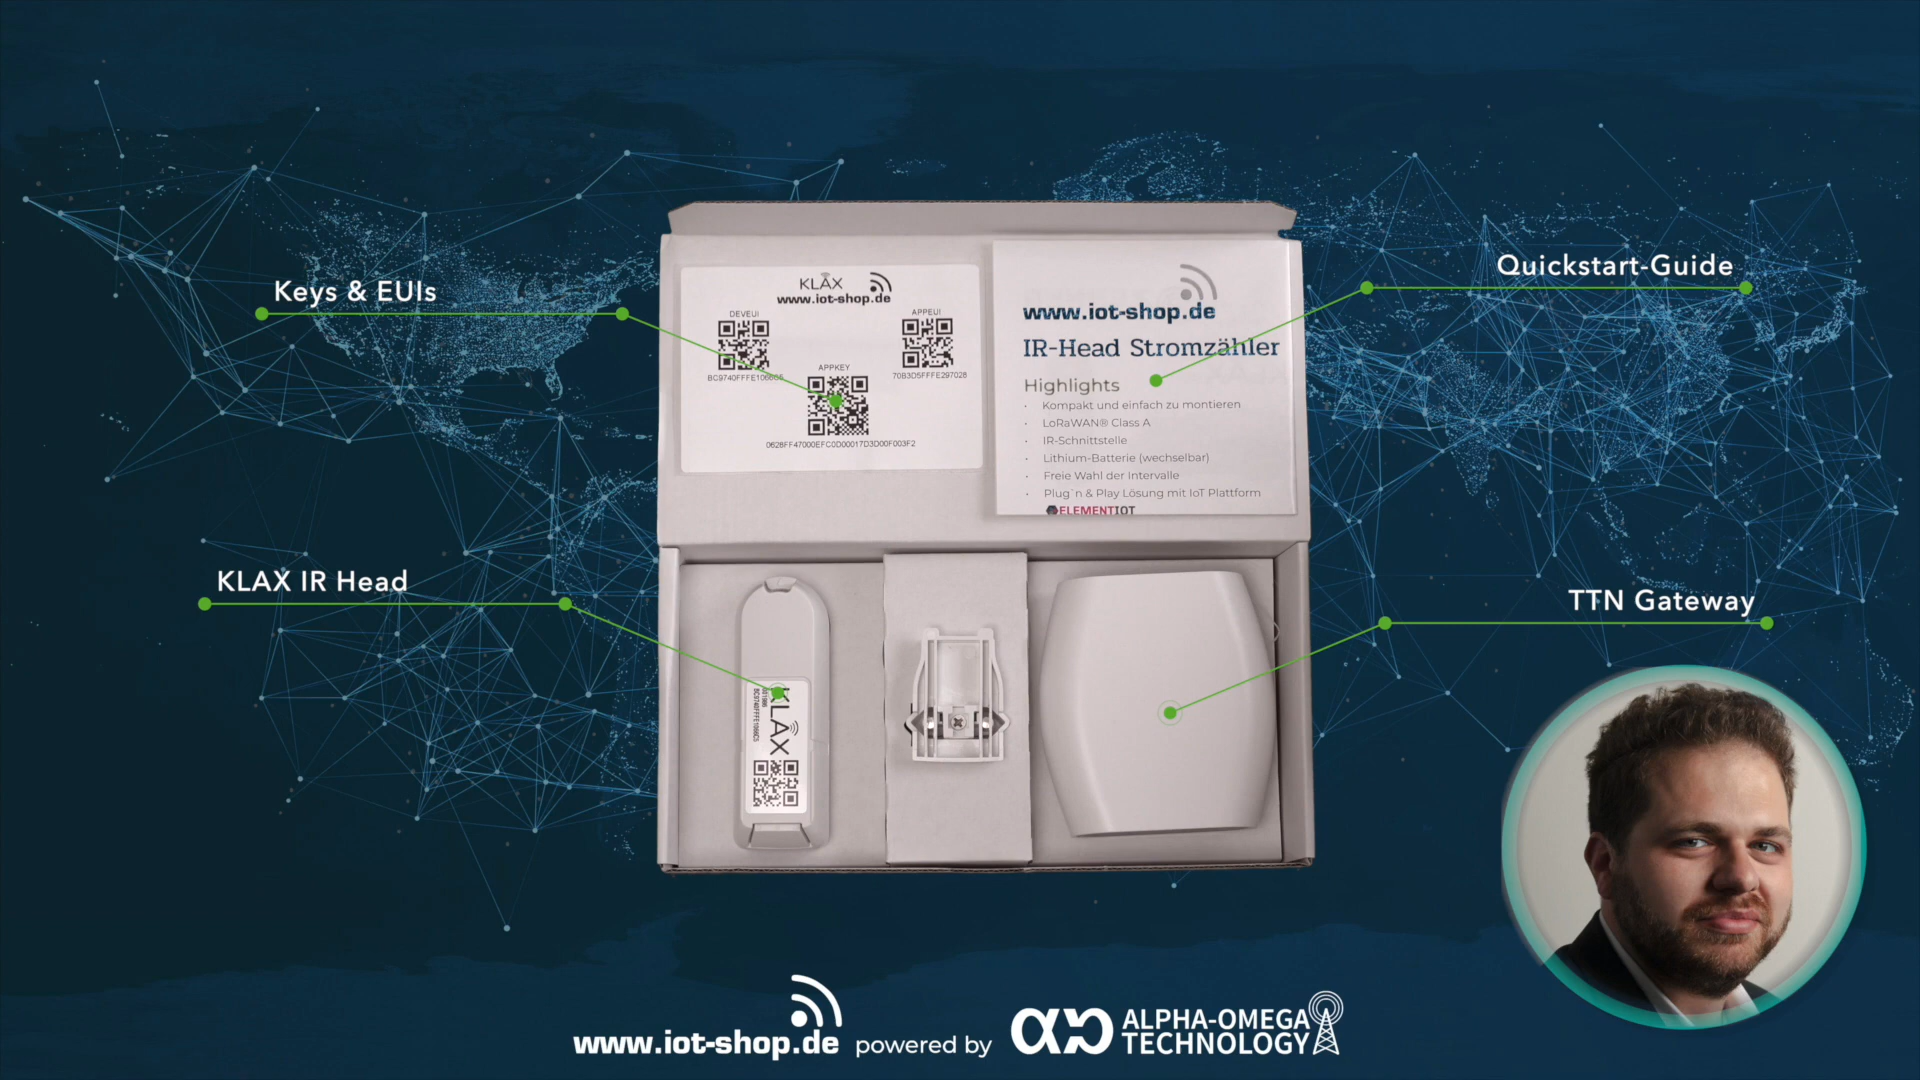 Keys & EUIs
KLAX
www.iot-shop.de
DEVEUI
APPEUI
BC9740FFFE1066C5
70B3D5FFFE297028
APPKEY
0628FF47000EFC0D00017D3D00F003F2
Quickstart-Guide
www.iot-shop.de
IR-Head Stromzähler
Highlights
· Kompakt und einfach zu montieren
· LoRaWAN® Class A
· IR-Schnittstelle
· Lithium-Batterie (wechselbar)
· Freie Wahl der Intervalle
· Plug`n & Play Lösung mit IoT Plattform
ELEMENTIOT
KLAX IR Head
KLAX
BC9740FFFE1066C5
TTN Gateway
www.iot-shop.de powered by
ALPHA-OMEGA
TECHNOLOGY